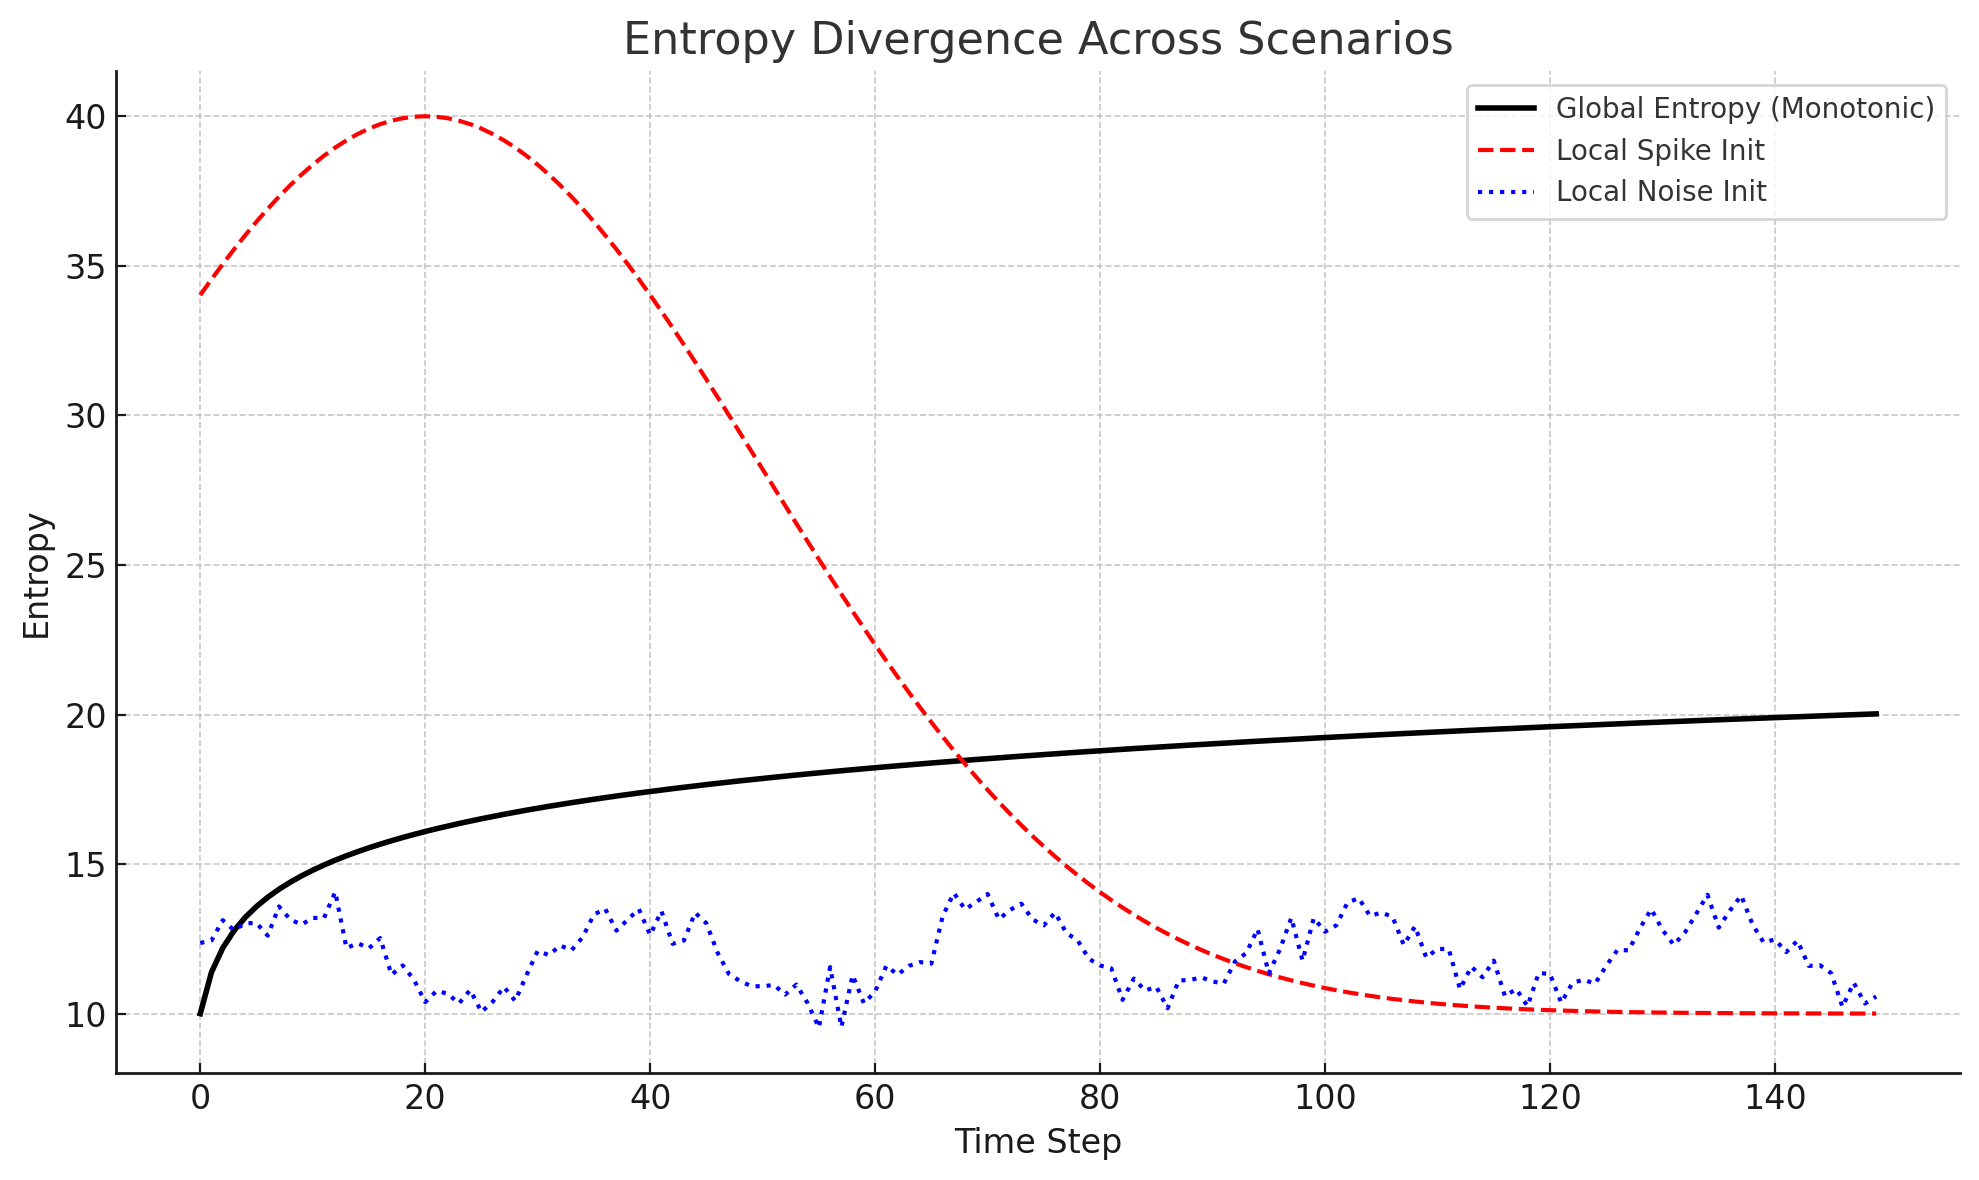 Entropy Divergence Across Scenarios
Global Entropy (Monotonic)
Local Spike Init
Local Noise Init
40
35
30
25
20
15
10
Entropy
0 20 40 60 80 100 120 140
Time Step